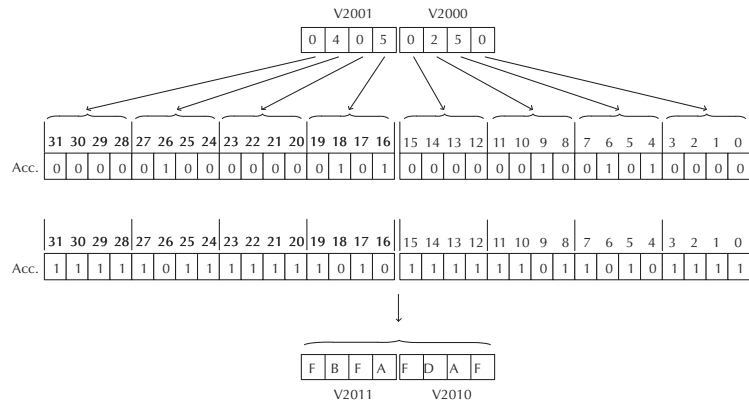 V2001 V2000
0 4 0 5 0 2 5 0
31 30 29 28 27 26 25 24 23 22 21 20 19 18 17 16 15 14 13 12 11 10 9 8 7 6 5 4 3 2 1 0
Acc. 0 0 0 0 0 1 0 0 0 0 0 0 0 1 0 1 0 0 0 0 0 0 1 0 0 1 0 1 0 0 0 0
31 30 29 28 27 26 25 24 23 22 21 20 19 18 17 16 15 14 13 12 11 10 9 8 7 6 5 4 3 2 1 0
Acc. 1 1 1 1 1 0 1 1 1 1 1 1 1 0 1 0 1 1 1 1 1 1 0 1 1 0 1 0 1 1 1 1
F B F A F D A F
V2011 V2010